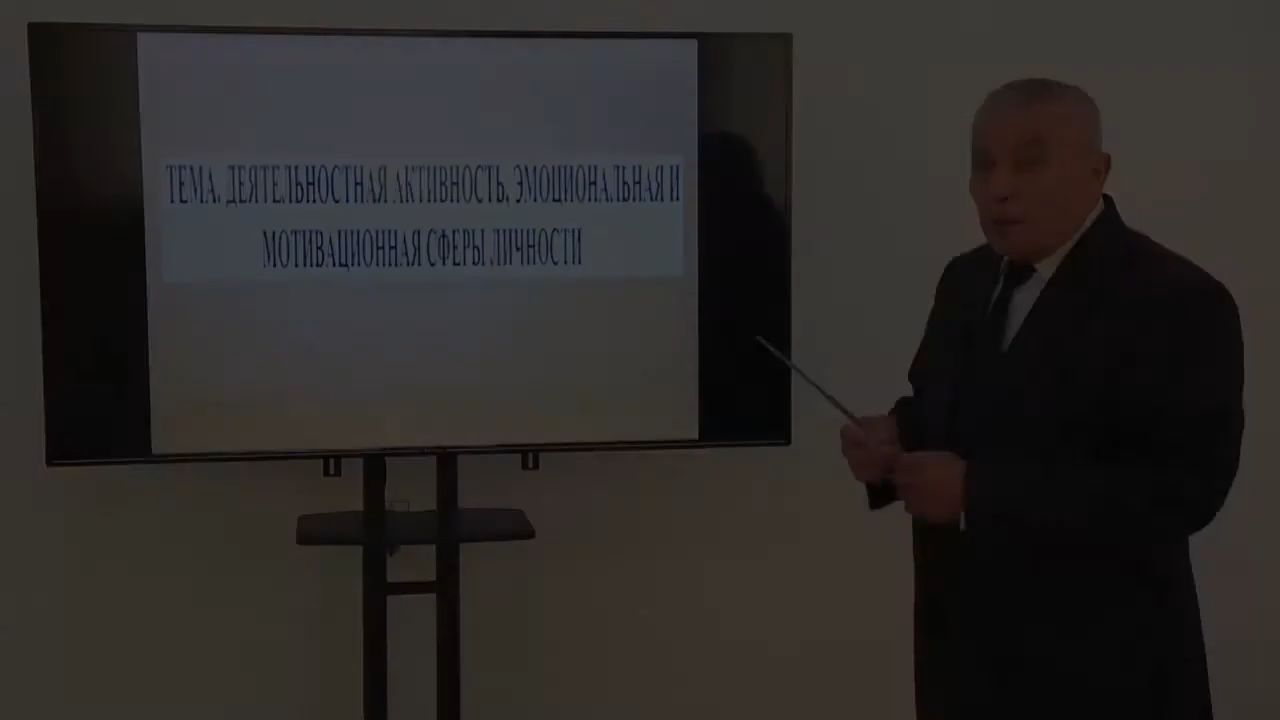 ТЕМА. ДЕЯТЕЛЬНОСТНАЯ АКТИВНОСТЬ, ЭМОЦИОНАЛЬНАЯ И
МОТИВАЦИОННАЯ СФЕРЫ ЛИЧНОСТИ